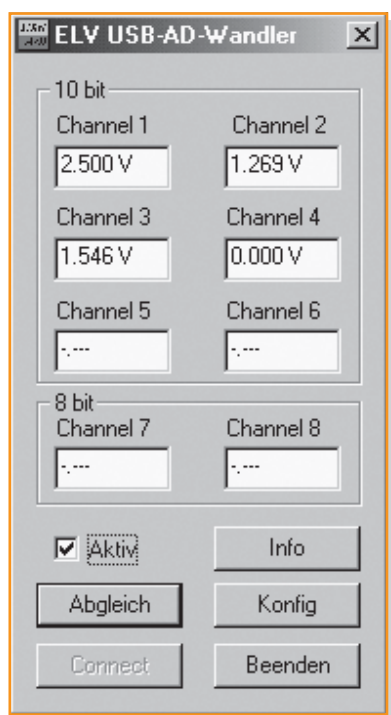 ELV USB-AD-Wandler
10 bit
Channel 1 Channel 2
2.500 V 1.269 V
Channel 3 Channel 4
1.546 V 0.000 V
Channel 5 Channel 6
-.--- -.---
8 bit
Channel 7 Channel 8
-.--- -.---
Aktiv Info
Abgleich Konfig
Connect Beenden